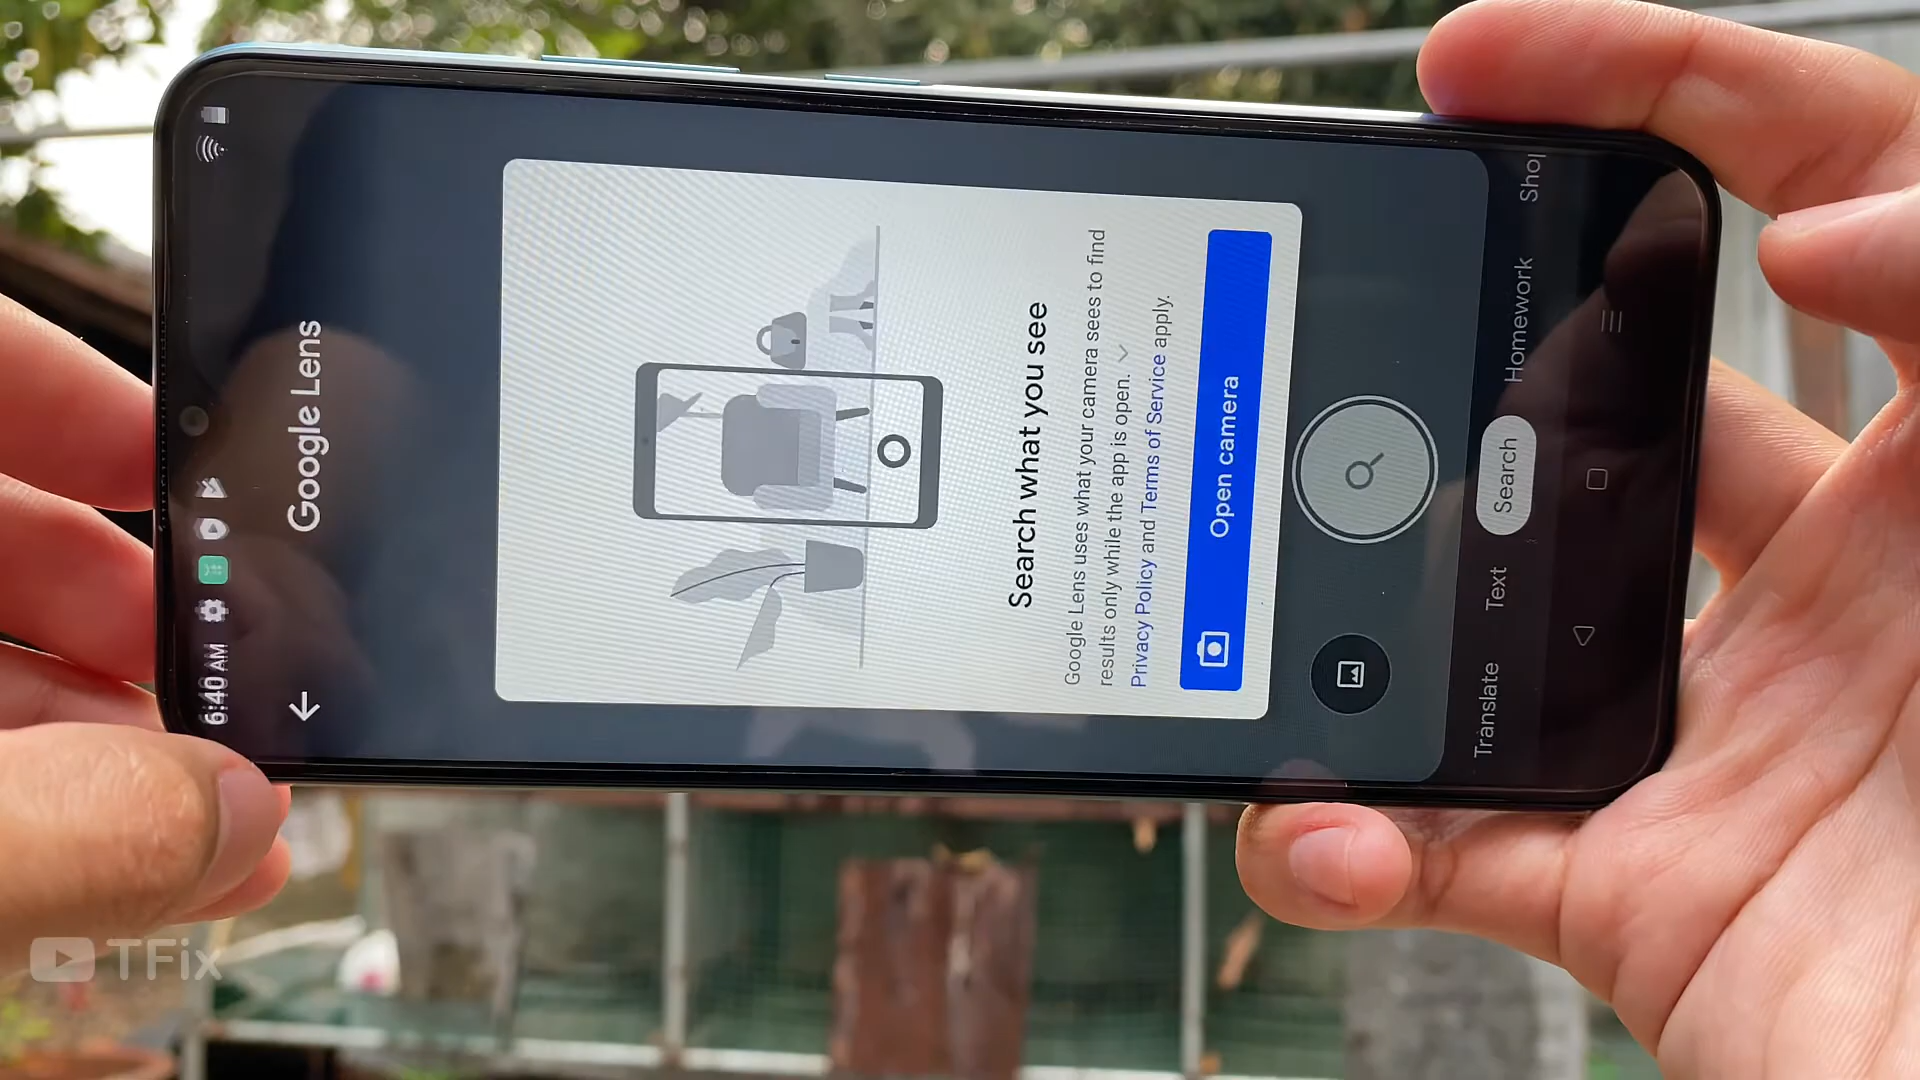 6:40 AM
Google Lens
Search what you see
Google Lens uses what your camera sees to find
results only while the app is open.
Privacy Policy and Terms of Service apply.
Open camera
Translate
Text
Search
Homework
Shop
TFix